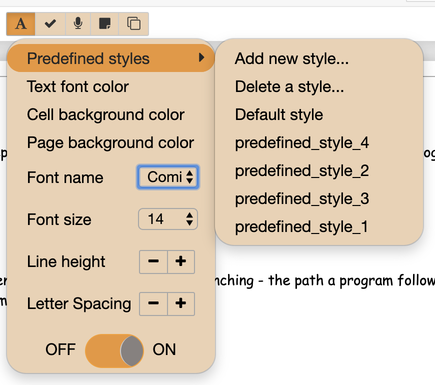 A
Predefined styles
Text font color
Cell background color
Page background color
Font name Comi
Font size 14
Line height − +
Letter Spacing − +
OFF ON
Add new style...
Delete a style...
Default style
predefined_style_4
predefined_style_2
predefined_style_3
predefined_style_1
p
og
er nching - the path a program follow
m